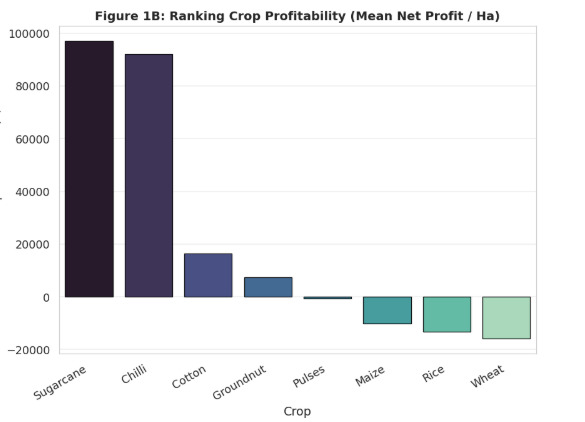 Figure 1B: Ranking Crop Profitability (Mean Net Profit / Ha)
100000
80000
60000
40000
20000
0
−20000
Sugarcane
Chilli
Cotton
Groundnut
Pulses
Maize
Rice
Wheat
Crop